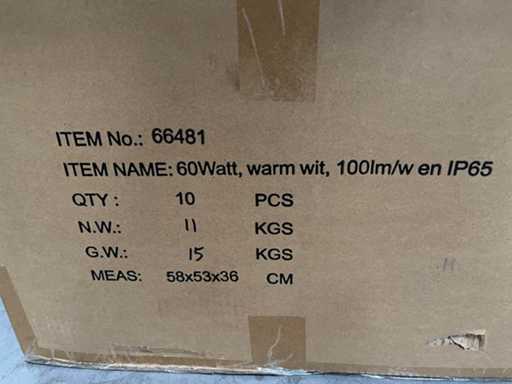 ITEM No.: 66481
ITEM NAME: 60Watt, warm wit, 100lm/w en IP65
QTY : 10 PCS
N.W.: 11 KGS
G.W.: 15 KGS
MEAS: 58x53x36 CM